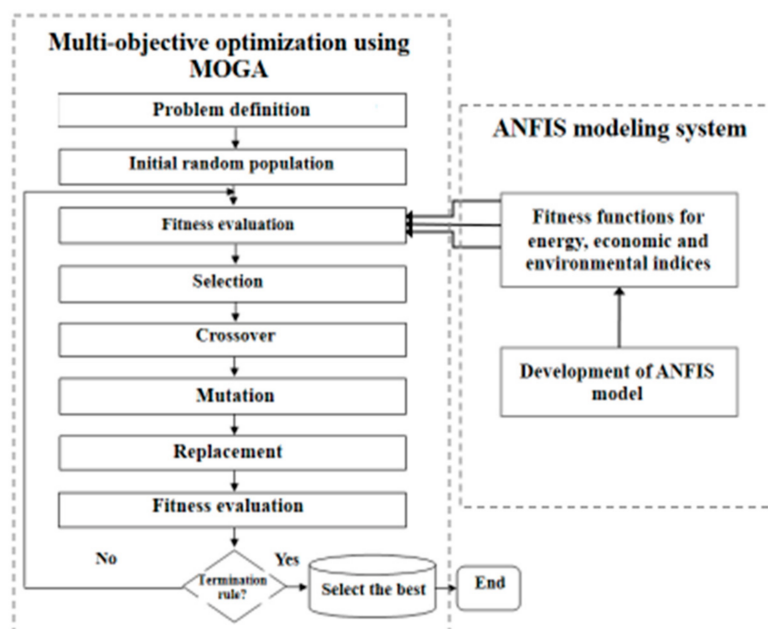 Multi-objective optimization using
MOGA
Problem definition
Initial random population
Fitness evaluation
Selection
Crossover
Mutation
Replacement
Fitness evaluation
No
Yes
Termination
rule?
Select the best
End
ANFIS modeling system
Fitness functions for
energy, economic and
environmental indices
Development of ANFIS
model